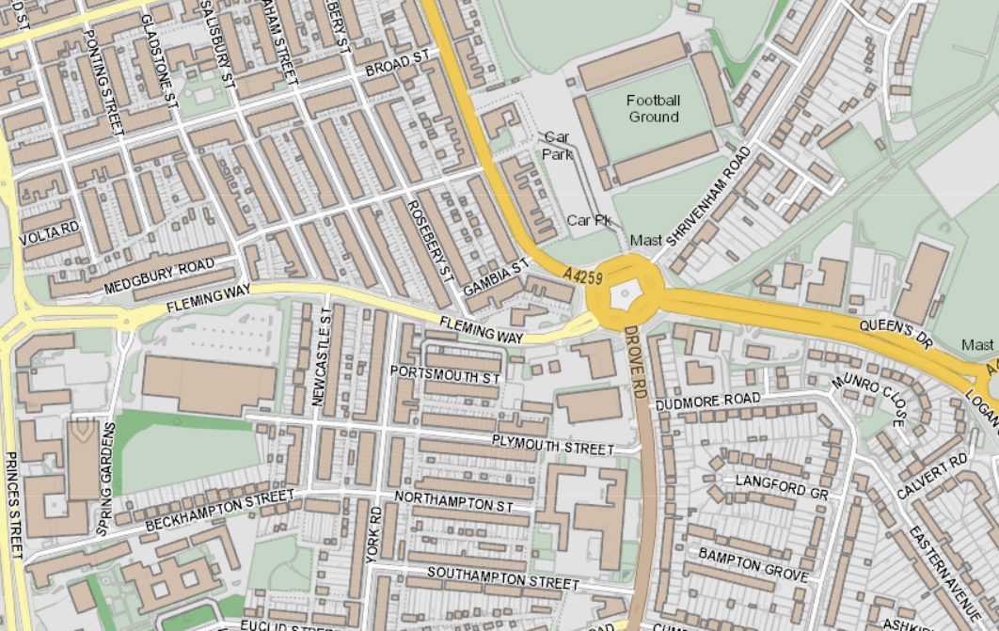 PONTING STREET
GLADSTONE ST
SALISBURY ST
BROAD ST
Football
Ground
Car
Park
Car Pk
Mast
SHRIVENHAM ROAD
VOLTA RD
ROSEBERY ST
MEDGBURY ROAD
GAMBIA ST
A4259
FLEMING WAY
FLEMING WAY
QUEEN'S DR
Mast
NEWCASTLE ST
PORTSMOUTH ST
DROVE RD
DUDMORE ROAD
MUNRO CLOSE
PLYMOUTH STREET
SPRING GARDENS
PRINCES STREET
CALVERT RD
LANGFORD GR
BECKHAMPTON STREET
NORTHAMPTON ST
YORK RD
BAMPTON GROVE
EASTERN AVENUE
SOUTHAMPTON STREET